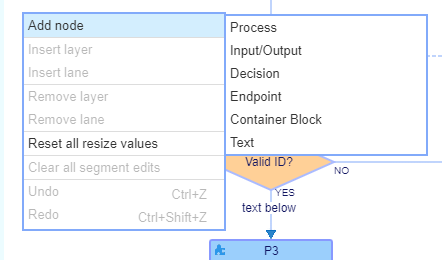 Add node
Insert layer
Insert lane
Remove layer
Remove lane
Reset all resize values
Clear all segment edits
Undo Ctrl+Z
Redo Ctrl+Shift+Z
Process
Input/Output
Decision
Endpoint
Container Block
Text
Valid ID?
NO
YES
text below
P3